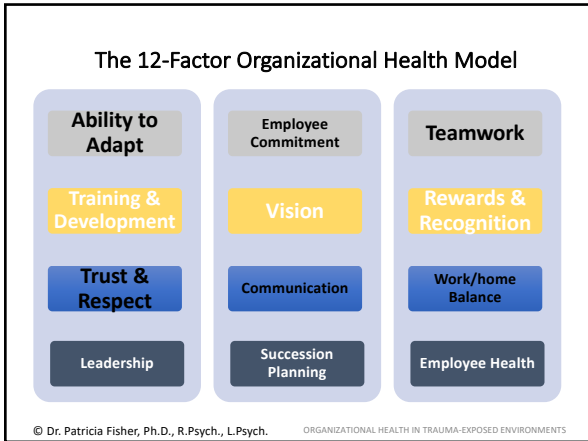 The 12-Factor Organizational Health Model
Ability to
Adapt
Training &
Development
Trust &
Respect
Leadership
Employee
Commitment
Vision
Communication
Succession
Planning
Teamwork
Rewards &
Recognition
Work/home
Balance
Employee Health
© Dr. Patricia Fisher, Ph.D., R.Psych., L.Psych.
ORGANIZATIONAL HEALTH IN TRAUMA-EXPOSED ENVIRONMENTS